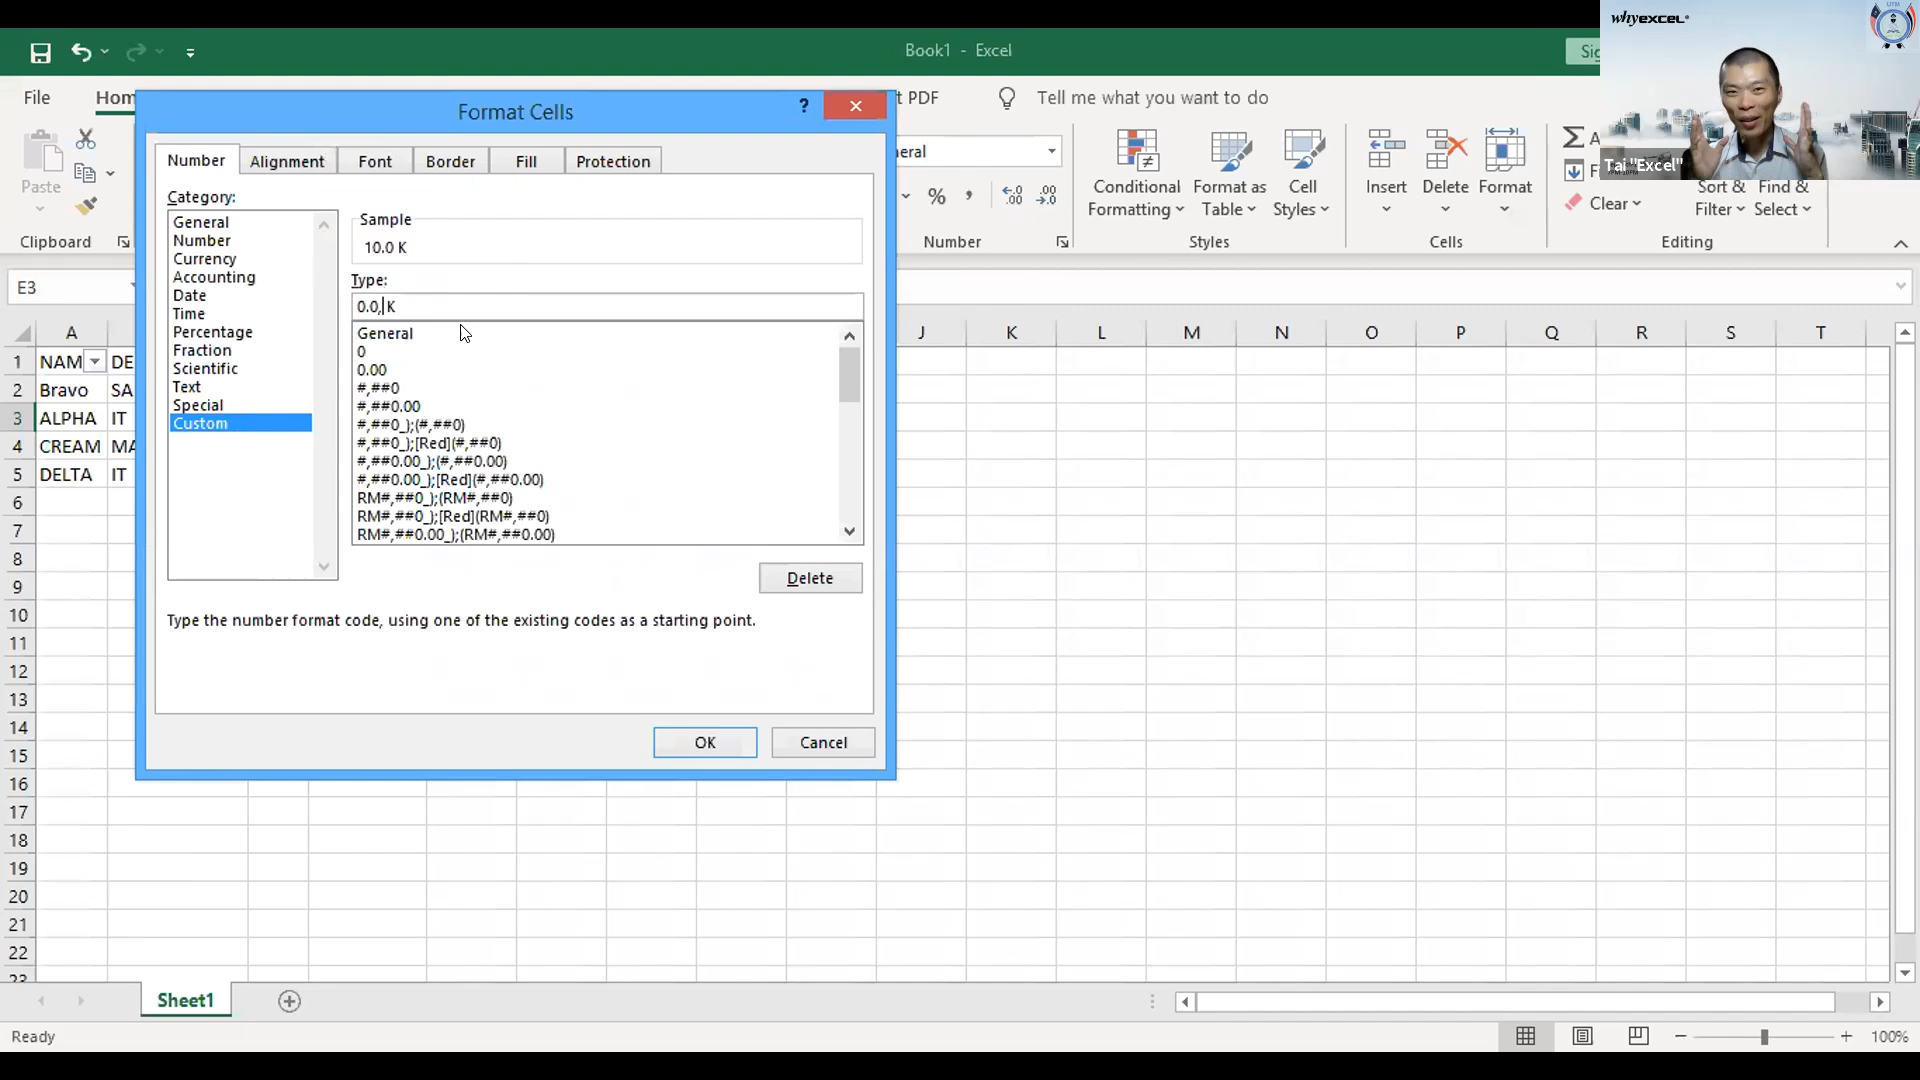 whyexcel
UTM
Book1 - Excel
File
Hom
t PDF
Tell me what you want to do
Tai "Excel"
Format Cells
?
Number
Alignment
Font
Border
Fill
Protection
Category:
General
Number
Currency
Accounting
Date
Time
Percentage
Fraction
Scientific
Text
Special
Custom
Sample
10.0 K
Type:
0.0, K
General
0
0.00
#,##0
#,##0.00
#,##0_);(#,##0)
#,##0_);[Red](#,##0)
#,##0.00_);(#,##0.00)
#,##0.00_);[Red](#,##0.00)
RM#,##0_);(RM#,##0)
RM#,##0_);[Red](RM#,##0)
RM#,##0.00_);(RM#,##0.00)
Delete
Type the number format code, using one of the existing codes as a starting point.
OK
Cancel
Paste
Clipboard
eral
%
Number
Conditional
Formatting
Format as
Table
Cell
Styles
Styles
Insert
Delete
Format
Cells
Clear
Sort &
Filter
Find &
Select
Editing
E3
A J K L M N O P Q R S T
1 NAM DE
2 Bravo SA
3 ALPHA IT
4 CREAM MA
5 DELTA IT
6
7
8
9
10
11
12
13
14
15
16
17
18
19
20
21
22
23
Sheet1
Ready
100%